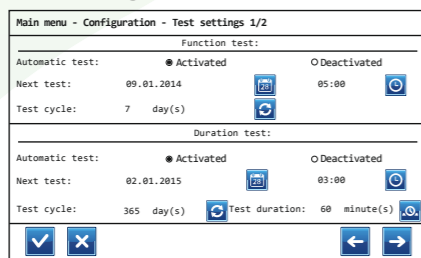 Main menu - Configuration - Test settings 1/2
Function test:
Automatic test: Activated Deactivated
Next test: 09.01.2014 28 05:00
Test cycle: 7 day(s)
Duration test:
Automatic test: Activated Deactivated
Next test: 02.01.2015 28 03:00
Test cycle: 365 day(s) Test duration: 60 minute(s)